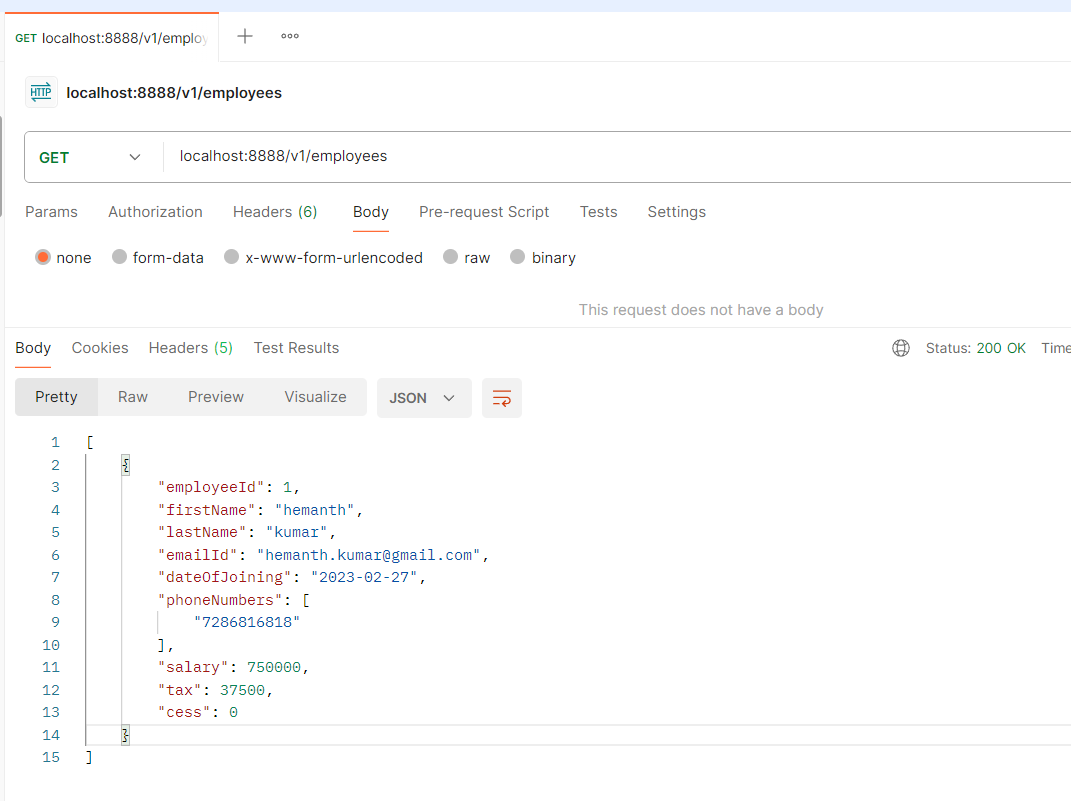 GET localhost:8888/v1/employ
localhost:8888/v1/employees
GET localhost:8888/v1/employees
Params Authorization Headers (6) Body Pre-request Script Tests Settings
none form-data x-www-form-urlencoded raw binary
This request does not have a body
Body Cookies Headers (5) Test Results Status: 200 OK Time
Pretty Raw Preview Visualize JSON
1 [
2 {
3 "employeeId": 1,
4 "firstName": "hemanth",
5 "lastName": "kumar",
6 "emailId": "hemanth.kumar@gmail.com",
7 "dateOfJoining": "2023-02-27",
8 "phoneNumbers": [
9 "7286816818"
10 ],
11 "salary": 750000,
12 "tax": 37500,
13 "cess": 0
14 }
15 ]